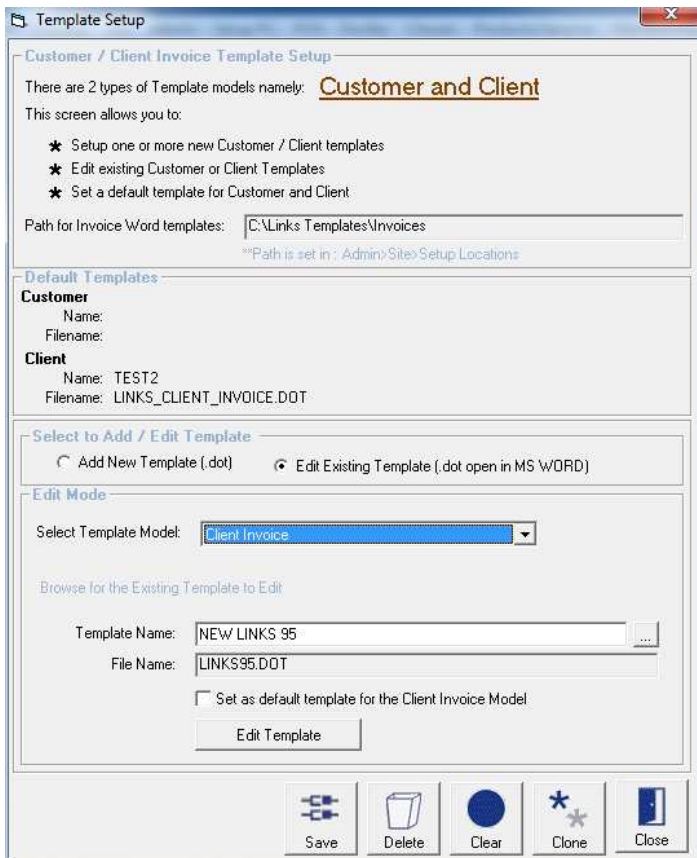 Template Setup
Customer / Client Invoice Template Setup
There are 2 types of Template models namely: Customer and Client
This screen allows you to:
* Setup one or more new Customer / Client templates
* Edit existing Customer or Client Templates
* Set a default template for Customer and Client
Path for Invoice Word templates: C:\Links Templates\Invoices
**Path is set in : Admin>Site>Setup Locations
Default Templates
Customer
Name:
Filename:
Client
Name: TEST2
Filename: LINKS_CLIENT_INVOICE.DOT
Select to Add / Edit Template
Add New Template (.dot) Edit Existing Template (.dot open in MS WORD)
Edit Mode
Select Template Model: Client Invoice
Browse for the Existing Template to Edit
Template Name: NEW LINKS 95 ...
File Name: LINKS95.DOT
Set as default template for the Client Invoice Model
Edit Template
Save Delete Clear Clone Close